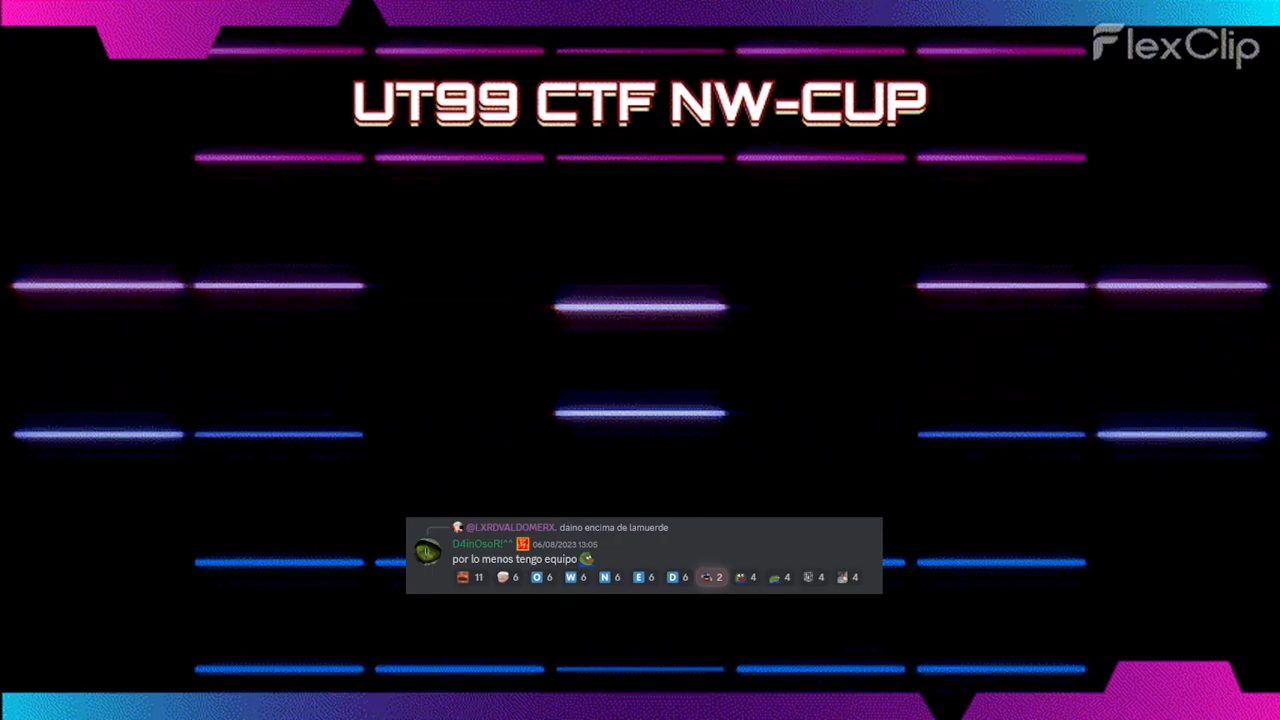 FlexClip
UT99 CTF NW-CUP
@LXRDVALDOMERX. daino encima de lamuerde
D4inOsoR!^^ 06/08/2023 13:05
por lo menos tengo equipo
11 6 O 6 W 6 N 6 E 6 D 6 2 4 4 4 4